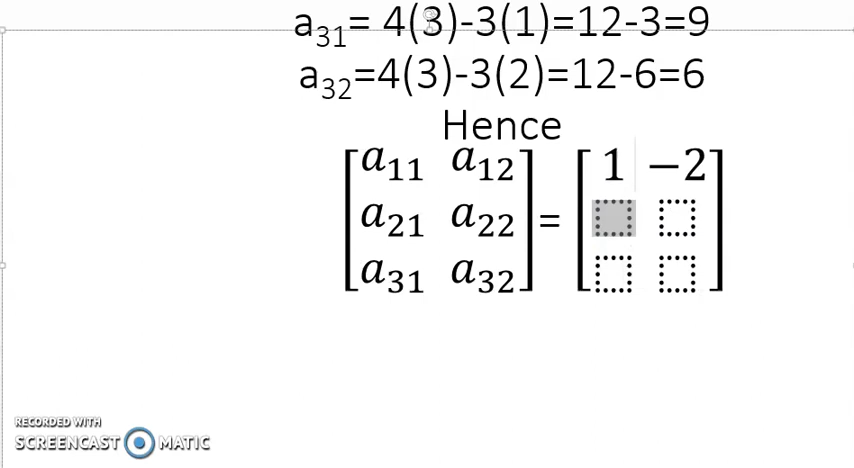 a₃₁= 4(3)-3(1)=12-3=9
a₃₂=4(3)-3(2)=12-6=6
Hence
[a₁₁ a₁₂ = [1 −2]
a₂₁ a₂₂
a₃₁ a₃₂]
RECORDED WITH
SCREENCAST MATIC